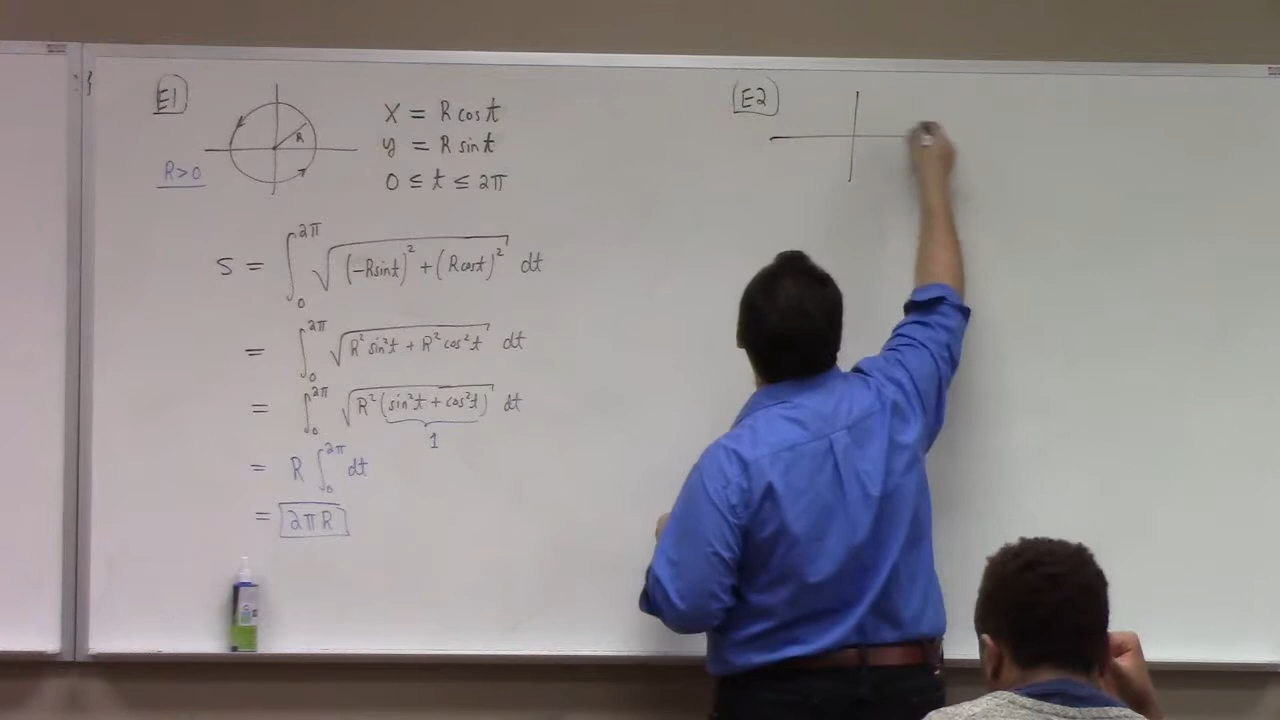 E1
R
R>0
x = R cos t
y = R sin t
0 ≤ t ≤ 2π
S = ∫₀^{2π} √((-R sin t)² + (R cos t)²) dt
= ∫₀^{2π} √(R² sin²t + R² cos²t) dt
= ∫₀^{2π} √(R² (sin²t + cos²t)) dt
1
= R ∫₀^{2π} dt
= 2πR
E2